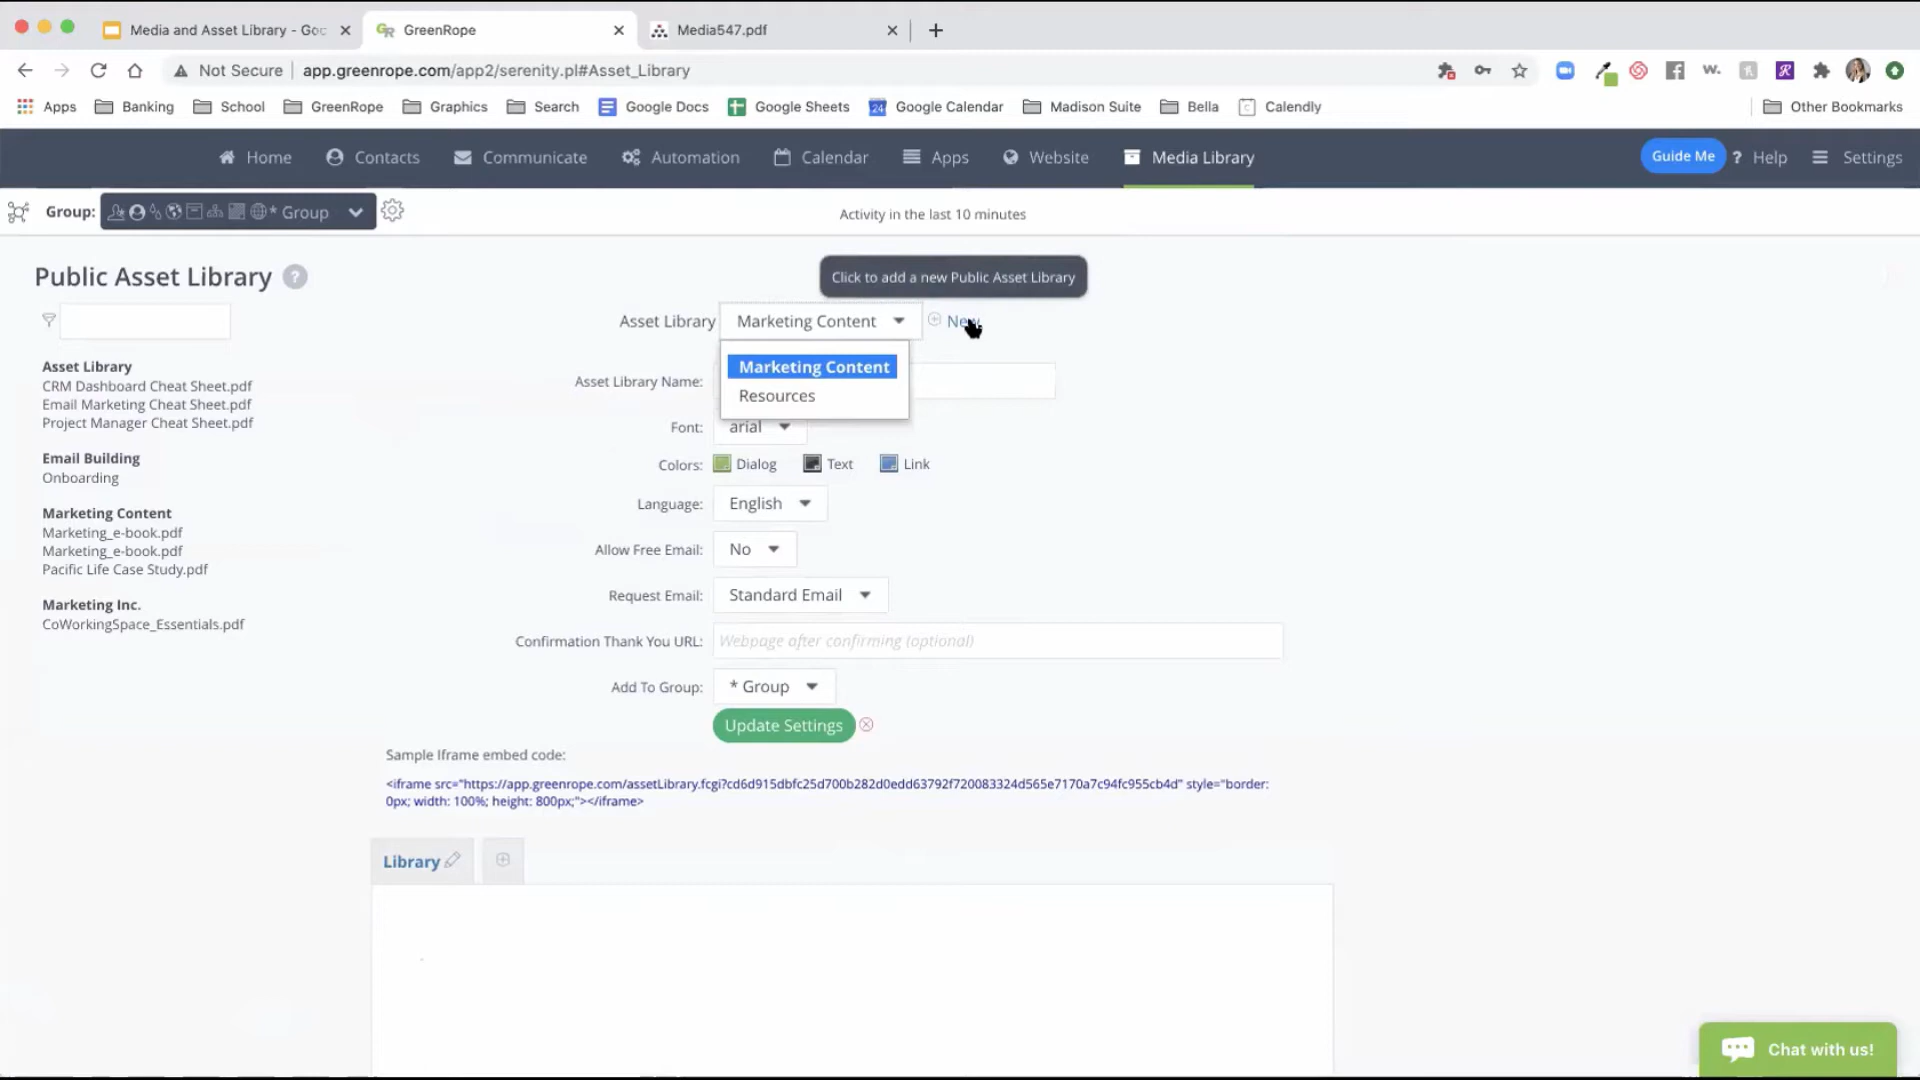 Media and Asset Library - Goc
GreenRope
Media547.pdf
Not Secure
app.greenrope.com/app2/serenity.pl#Asset_Library
Apps
Banking
School
GreenRope
Graphics
Search
Google Docs
Google Sheets
Google Calendar
Madison Suite
Bella
Calendly
Other Bookmarks
Home
Contacts
Communicate
Automation
Calendar
Apps
Website
Media Library
Guide Me
? Help
Settings
Group:
* Group
Activity in the last 10 minutes
Public Asset Library ?
Click to add a new Public Asset Library
Asset Library
Marketing Content
New
Marketing Content
Resources
Asset Library
CRM Dashboard Cheat Sheet.pdf
Email Marketing Cheat Sheet.pdf
Project Manager Cheat Sheet.pdf
Email Building
Onboarding
Marketing Content
Marketing_e-book.pdf
Marketing_e-book.pdf
Pacific Life Case Study.pdf
Marketing Inc.
CoWorkingSpace_Essentials.pdf
Asset Library Name:
Font: arial
Colors: Dialog Text Link
Language: English
Allow Free Email: No
Request Email: Standard Email
Confirmation Thank You URL: Webpage after confirming (optional)
Add To Group: * Group
Update Settings
Sample Iframe embed code:
<iframe src="https://app.greenrope.com/assetLibrary.fcgi?cd6d915dbfc25d700b282d0edd63792f720083324d565e7170a7c94fc955cb4d" style="border:
0px; width: 100%; height: 800px;"></iframe>
Library
Chat with us!